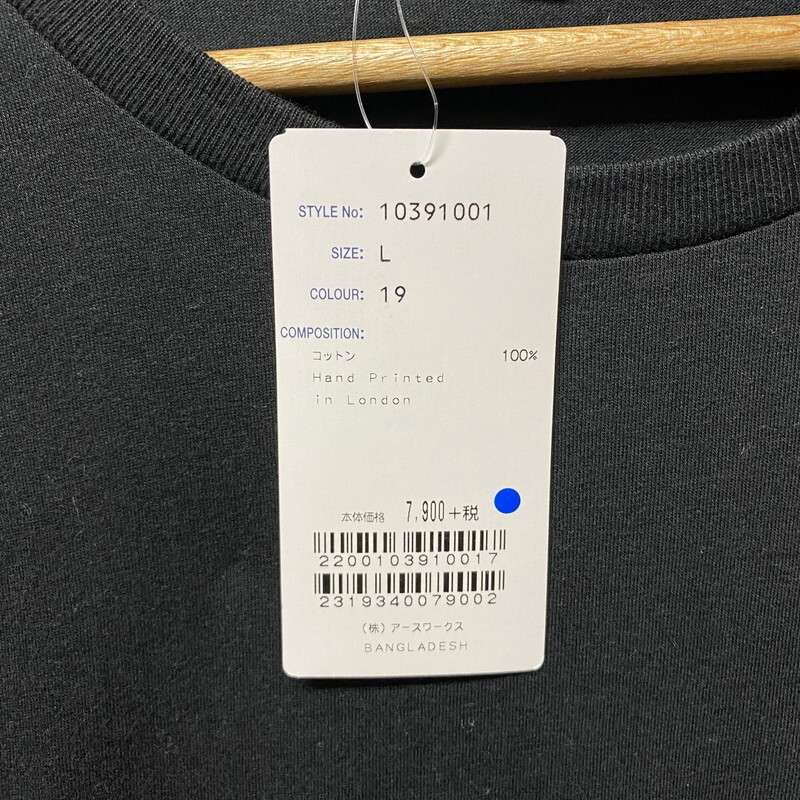 STYLE No: 10391001
SIZE: L
COLOUR: 19
COMPOSITION:
コットン 100%
Hand Printed
in London
本体価格 7,900+税
2200103910017
2319340079002
(株)アースワークス
BANGLADESH